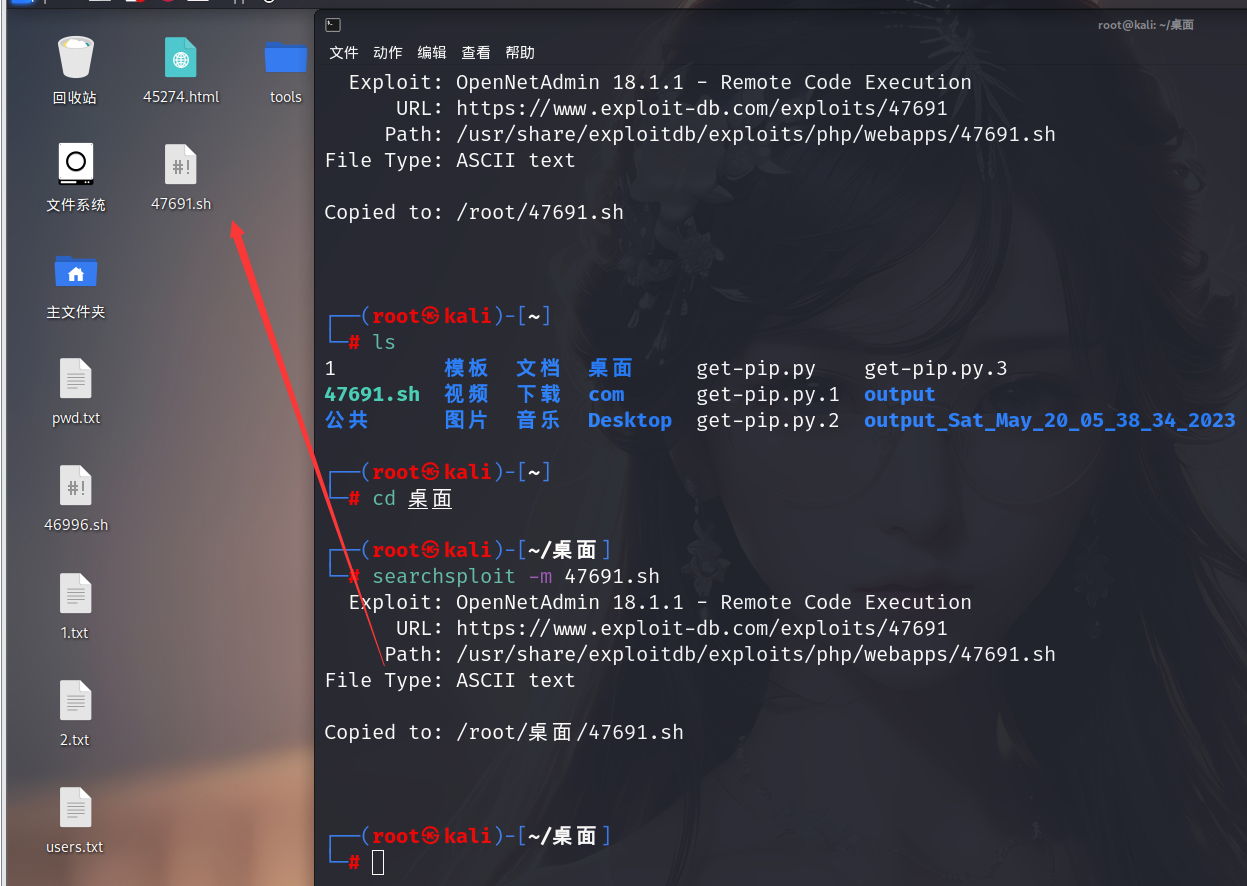 root@kali: ~/桌面
文件 动作 编辑 查看 帮助
回收站
45274.html
tools
文件系统
47691.sh
主文件夹
pwd.txt
46996.sh
1.txt
2.txt
users.txt
Exploit: OpenNetAdmin 18.1.1 - Remote Code Execution
URL: https://www.exploit-db.com/exploits/47691
Path: /usr/share/exploitdb/exploits/php/webapps/47691.sh
File Type: ASCII text
Copied to: /root/47691.sh
┌──(root㉿kali)-[~]
└─# ls
1 模板 文档 桌面 get-pip.py get-pip.py.3
47691.sh 视频 下载 com get-pip.py.1 output
公共 图片 音乐 Desktop get-pip.py.2 output_Sat_May_20_05_38_34_2023
┌──(root㉿kali)-[~]
└─# cd 桌面
┌──(root㉿kali)-[~/桌面]
└─# searchsploit -m 47691.sh
Exploit: OpenNetAdmin 18.1.1 - Remote Code Execution
URL: https://www.exploit-db.com/exploits/47691
Path: /usr/share/exploitdb/exploits/php/webapps/47691.sh
File Type: ASCII text
Copied to: /root/桌面/47691.sh
┌──(root㉿kali)-[~/桌面]
└─#